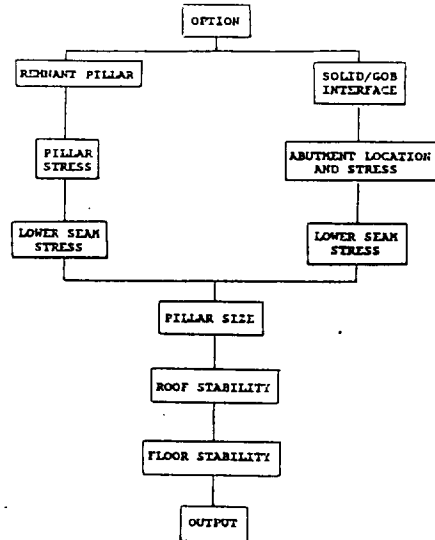 OPTION
REMNANT PILLAR
SOLID/GOB
INTERFACE
PILLAR
STRESS
ABUTMENT LOCATION
AND STRESS
LOWER SEAM
STRESS
LOWER SEAM
STRESS
PILLAR SIZE
ROOF STABILITY
FLOOR STABILITY
OUTPUT